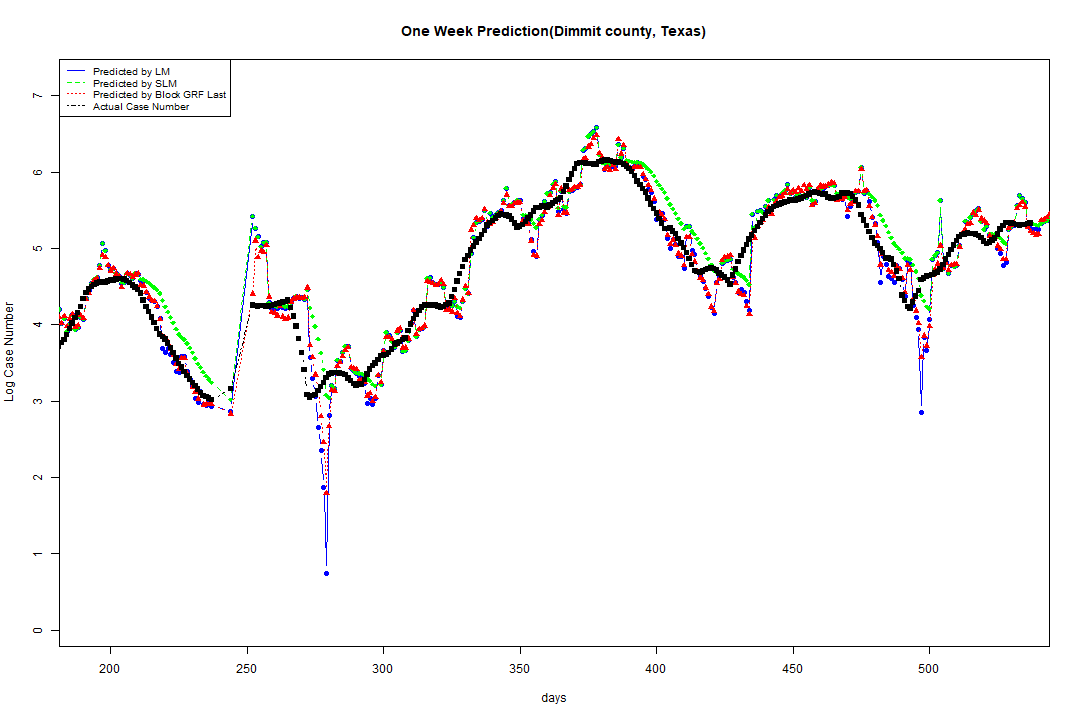 One Week Prediction(Dimmit county, Texas)
Predicted by LM
Predicted by SLM
Predicted by Block GRF Last
Actual Case Number
7
6
5
4
3
2
1
0
Log Case Number
200 250 300 350 400 450 500
days